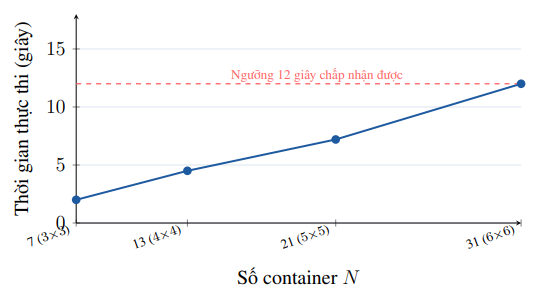 Thời gian thực thi (giây)
15
10
5
0
Ngưỡng 12 giây chấp nhận được
7 (3×3)
13 (4×4)
21 (5×5)
31 (6×6)
Số container N